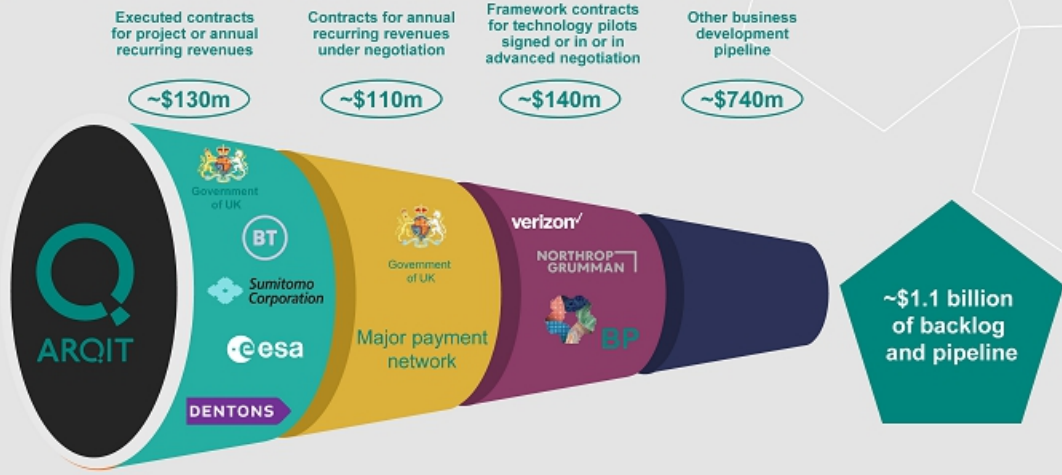 Executed contracts
for project or annual
recurring revenues
~$130m
Contracts for annual
recurring revenues
under negotiation
~$110m
Framework contracts
for technology pilots
signed or in or in
advanced negotiation
~$140m
Other business
development
pipeline
~$740m
ARQIT
Government
of UK
BT
Sumitomo
Corporation
esa
DENTONS
Government
of UK
Major payment
network
verizon
NORTHROP
GRUMMAN
BP
~$1.1 billion
of backlog
and pipeline